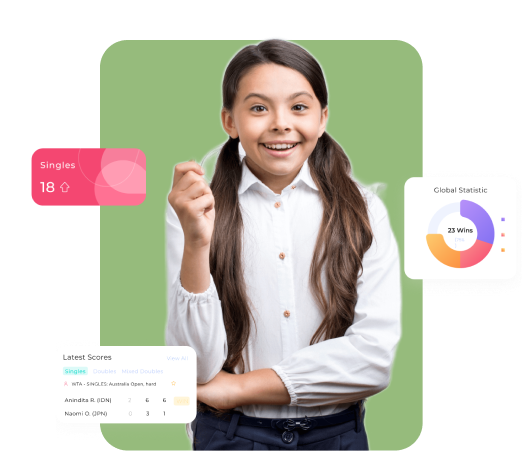 Singles
18
Global Statistic
23 Wins
Latest Scores
View All
Singles Doubles Mixed Doubles
WTA - SINGLES: Australia Open, hard
Anindita R. (IDN) 2 6 6
Naomi O. (JPN) 0 3 1